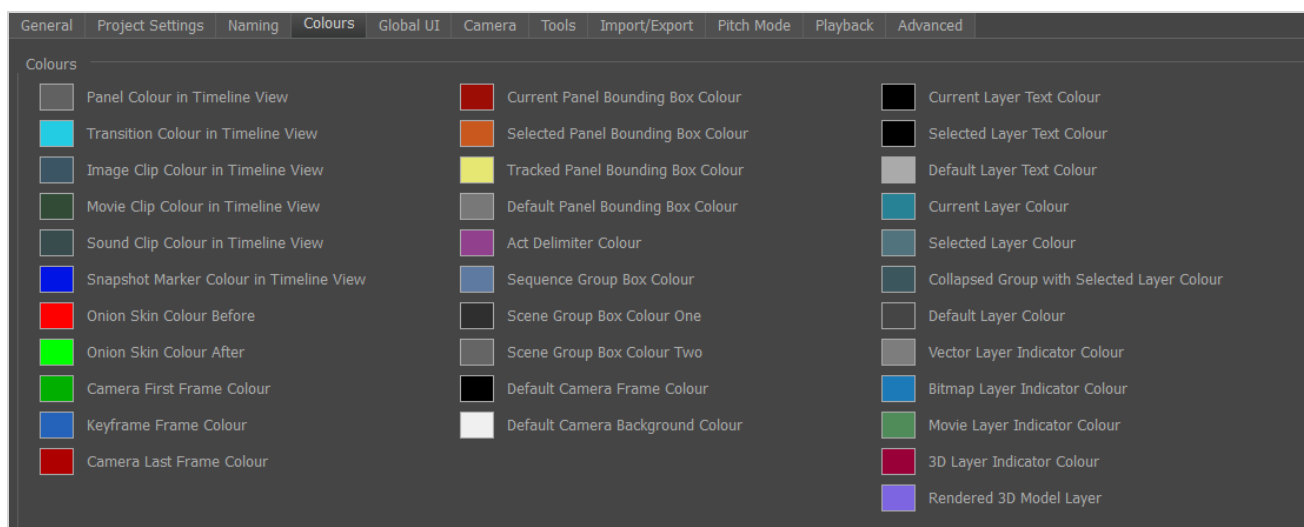 General Project Settings Naming Colours Global UI Camera Tools Import/Export Pitch Mode Playback Advanced
Colours
Panel Colour in Timeline View
Transition Colour in Timeline View
Image Clip Colour in Timeline View
Movie Clip Colour in Timeline View
Sound Clip Colour in Timeline View
Snapshot Marker Colour in Timeline View
Onion Skin Colour Before
Onion Skin Colour After
Camera First Frame Colour
Keyframe Frame Colour
Camera Last Frame Colour
Current Panel Bounding Box Colour
Selected Panel Bounding Box Colour
Tracked Panel Bounding Box Colour
Default Panel Bounding Box Colour
Act Delimiter Colour
Sequence Group Box Colour
Scene Group Box Colour One
Scene Group Box Colour Two
Default Camera Frame Colour
Default Camera Background Colour
Current Layer Text Colour
Selected Layer Text Colour
Default Layer Text Colour
Current Layer Colour
Selected Layer Colour
Collapsed Group with Selected Layer Colour
Default Layer Colour
Vector Layer Indicator Colour
Bitmap Layer Indicator Colour
Movie Layer Indicator Colour
3D Layer Indicator Colour
Rendered 3D Model Layer